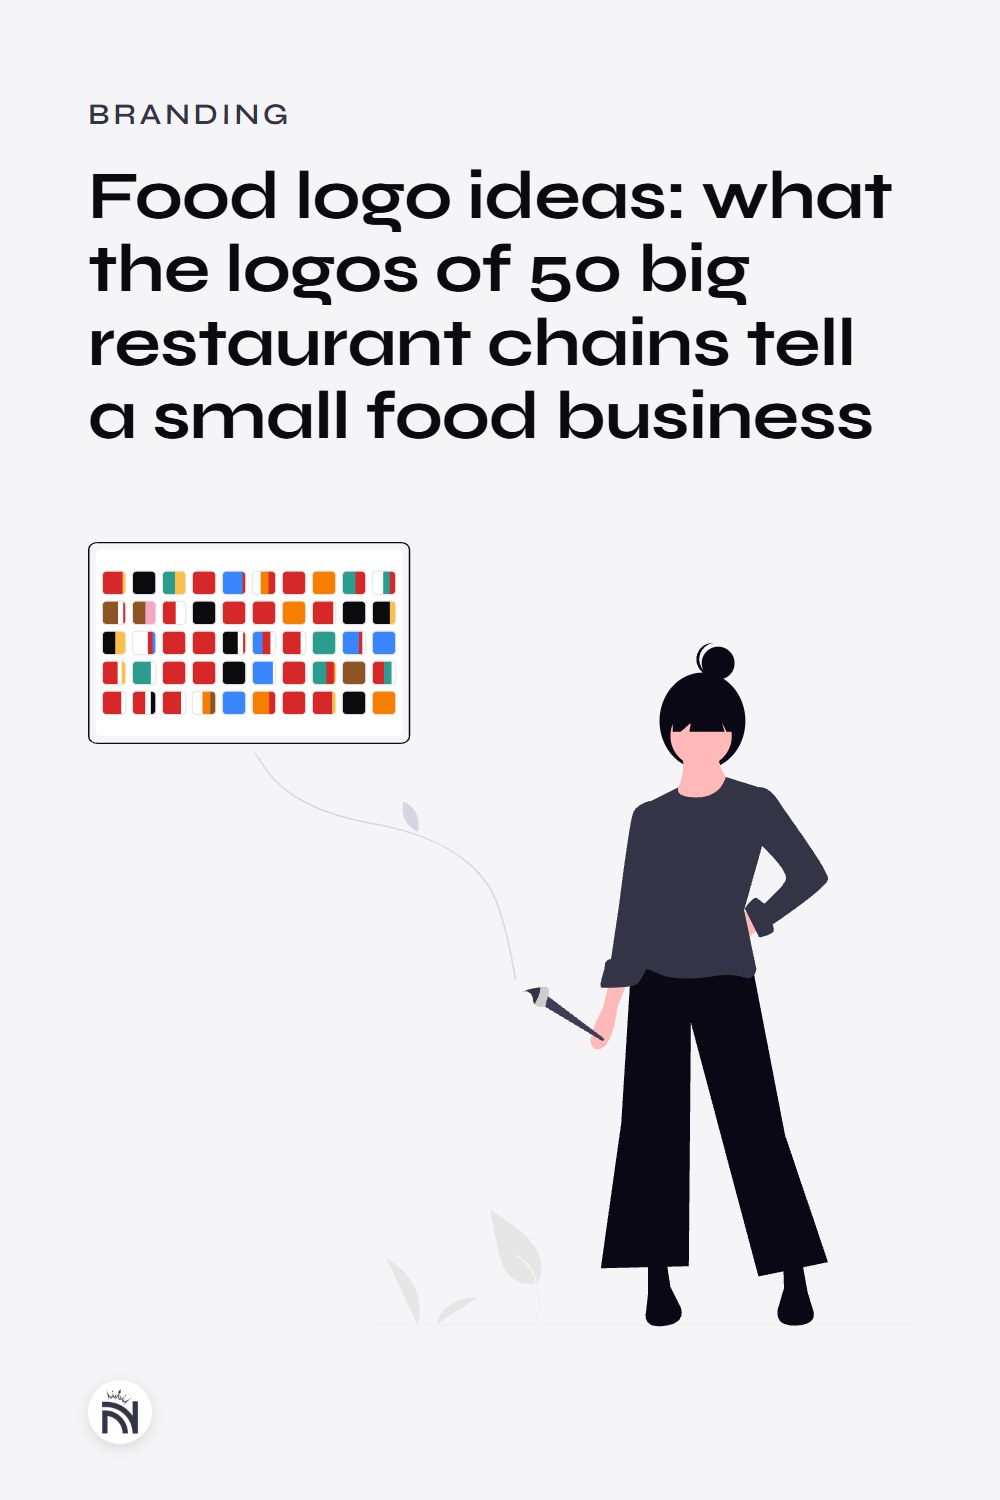 BRANDING
Food logo ideas: what
the logos of 50 big
restaurant chains tell
a small food business